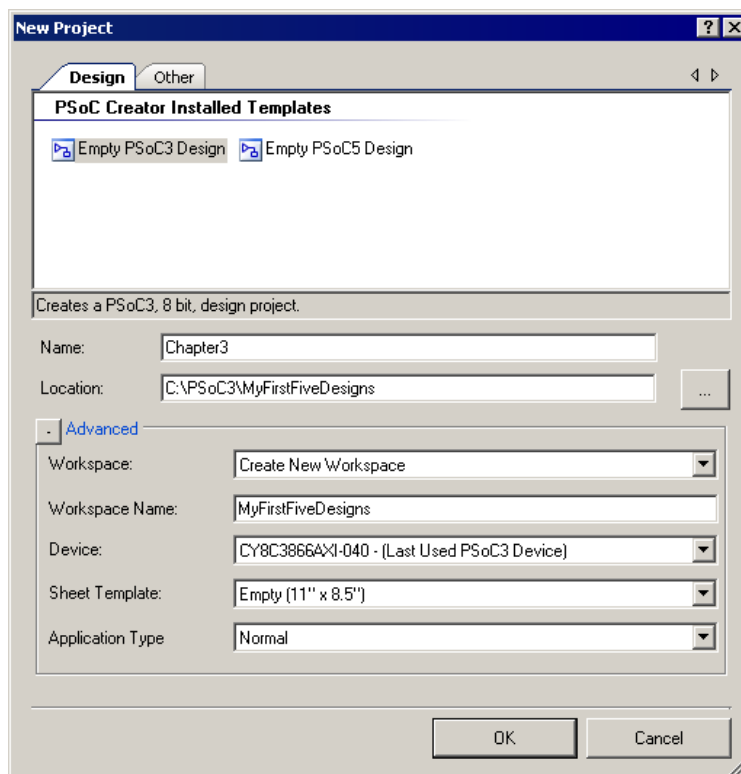 New Project
Design Other
PSoC Creator Installed Templates
Empty PSoC3 Design Empty PSoC5 Design
Creates a PSoC3, 8 bit, design project.
Name: Chapter3
Location: C:\PSoC3\MyFirstFiveDesigns ...
- Advanced
Workspace: Create New Workspace
Workspace Name: MyFirstFiveDesigns
Device: CY8C3866AXI-040 - (Last Used PSoC3 Device)
Sheet Template: Empty (11" x 8.5")
Application Type Normal
OK Cancel